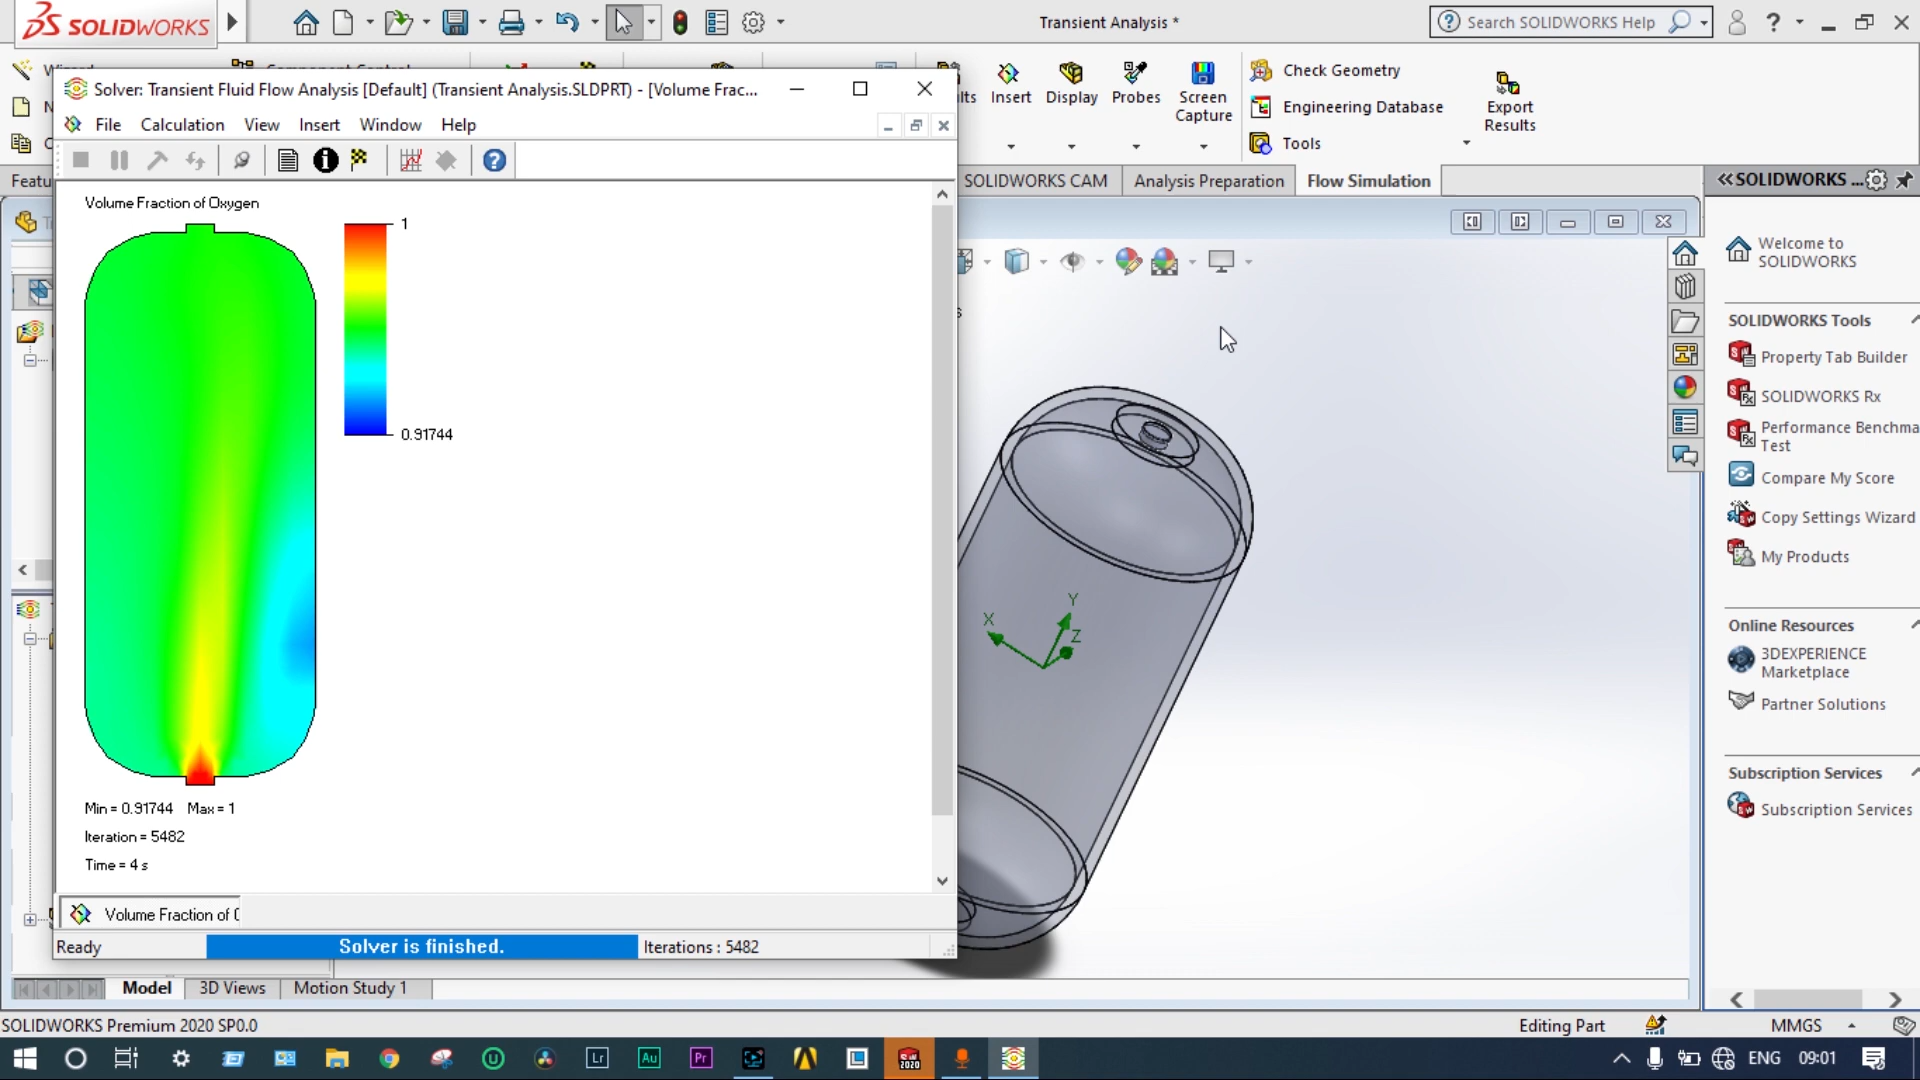 SOLIDWORKS
Transient Analysis *
Search SOLIDWORKS Help
Solver: Transient Fluid Flow Analysis [Default] (Transient Analysis.SLDPRT) - [Volume Frac...
File Calculation View Insert Window Help
Insert
Display
Probes
Screen Capture
Check Geometry
Engineering Database
Tools
Export Results
SOLIDWORKS CAM
Analysis Preparation
Flow Simulation
SOLIDWORKS ...
Volume Fraction of Oxygen
1
0.91744
Min = 0.91744 Max = 1
Iteration = 5482
Time = 4 s
Volume Fraction of
Ready
Solver is finished.
Iterations : 5482
X
Y
Z
Welcome to
SOLIDWORKS
SOLIDWORKS Tools
Property Tab Builder
SOLIDWORKS Rx
Performance Benchma
Test
Compare My Score
Copy Settings Wizard
My Products
Online Resources
3DEXPERIENCE
Marketplace
Partner Solutions
Subscription Services
Subscription Services
Model
3D Views
Motion Study 1
SOLIDWORKS Premium 2020 SP0.0
Editing Part
MMGS
Lr
Au
Pr
SW
2020
ENG
09:01